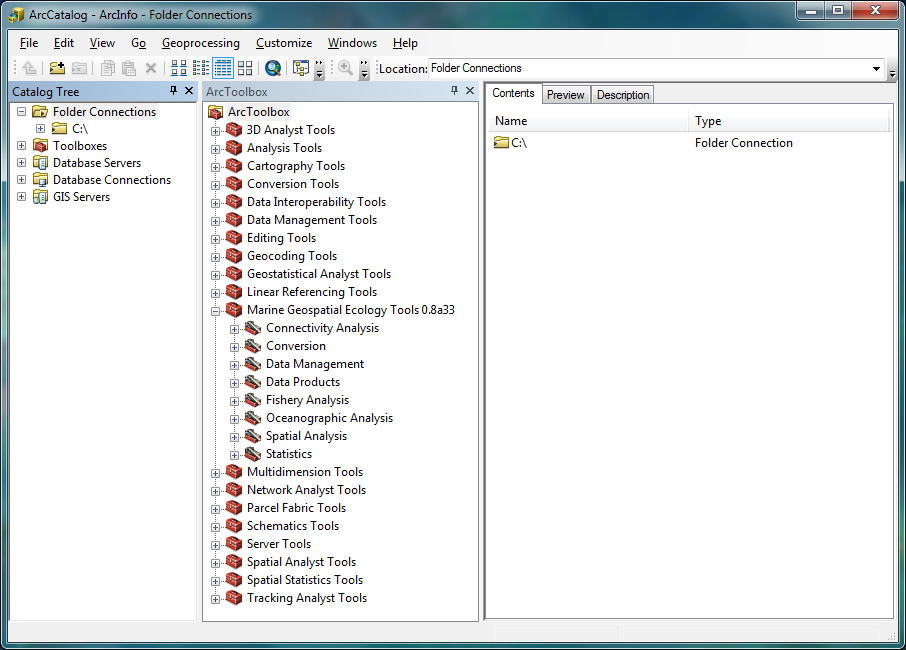 ArcCatalog - ArcInfo - Folder Connections
File Edit View Go Geoprocessing Customize Windows Help
Location: Folder Connections
Catalog Tree
Folder Connections
C:\
Toolboxes
Database Servers
Database Connections
GIS Servers
ArcToolbox
ArcToolbox
3D Analyst Tools
Analysis Tools
Cartography Tools
Conversion Tools
Data Interoperability Tools
Data Management Tools
Editing Tools
Geocoding Tools
Geostatistical Analyst Tools
Linear Referencing Tools
Marine Geospatial Ecology Tools 0.8a33
Connectivity Analysis
Conversion
Data Management
Data Products
Fishery Analysis
Oceanographic Analysis
Spatial Analysis
Statistics
Multidimension Tools
Network Analyst Tools
Parcel Fabric Tools
Schematics Tools
Server Tools
Spatial Analyst Tools
Spatial Statistics Tools
Tracking Analyst Tools
Contents Preview Description
Name Type
C:\ Folder Connection